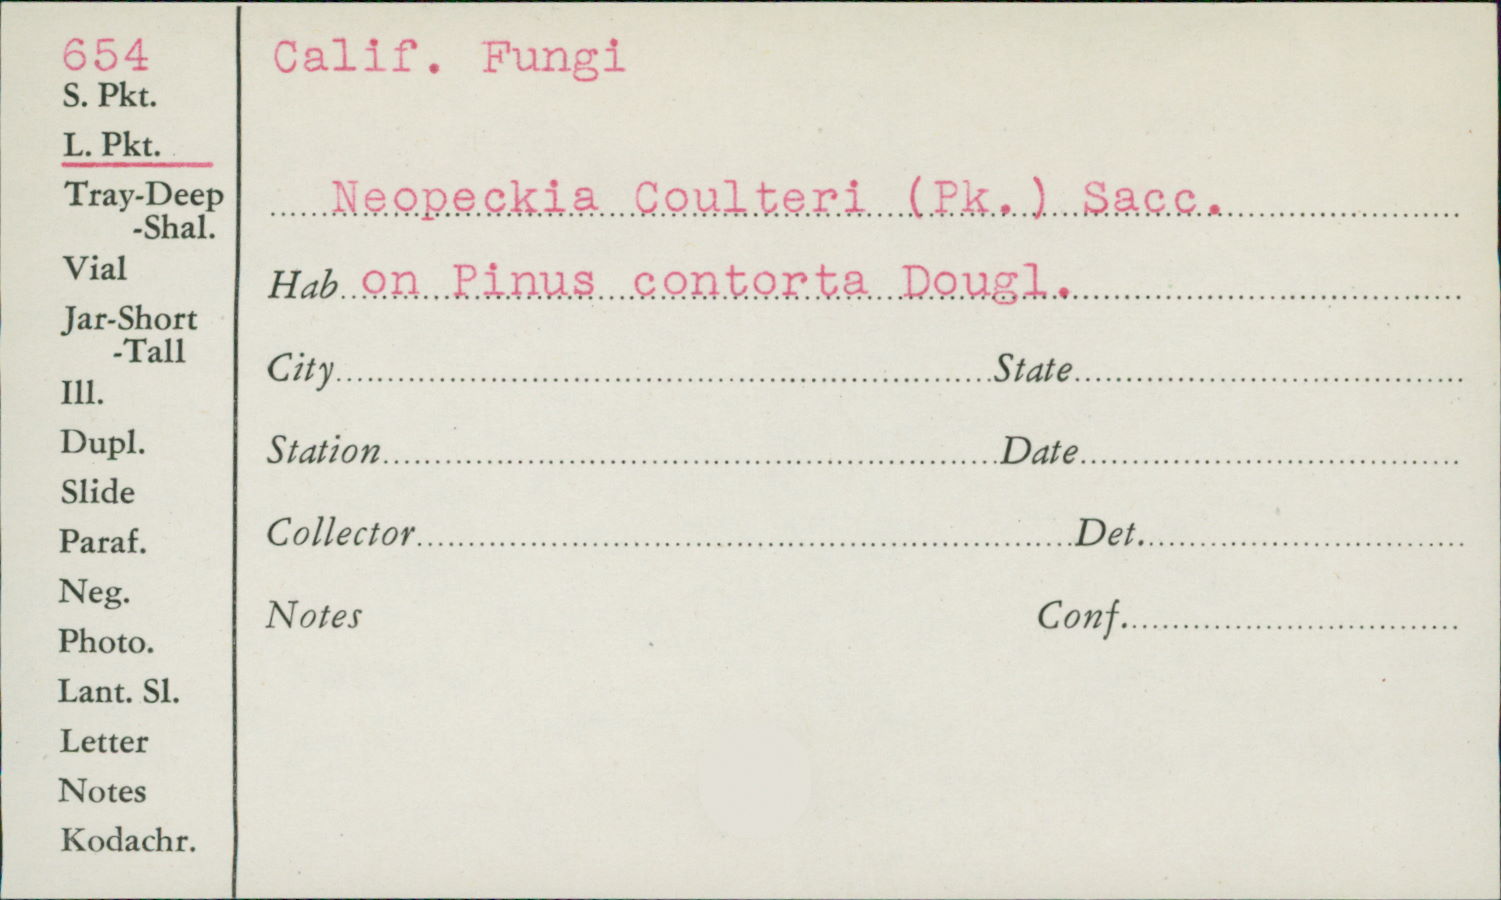 654
S. Pkt.
L. Pkt.
Tray-Deep
-Shal.
Vial
Jar-Short
-Tall
Ill.
Dupl.
Slide
Paraf.
Neg.
Photo.
Lant. Sl.
Letter
Notes
Kodachr.
Calif. Fungi
Neopeckia Coulteri (Pk.) Sacc.
Hab on Pinus contorta Dougl.
City State
Station Date
Collector Det.
Notes Conf.